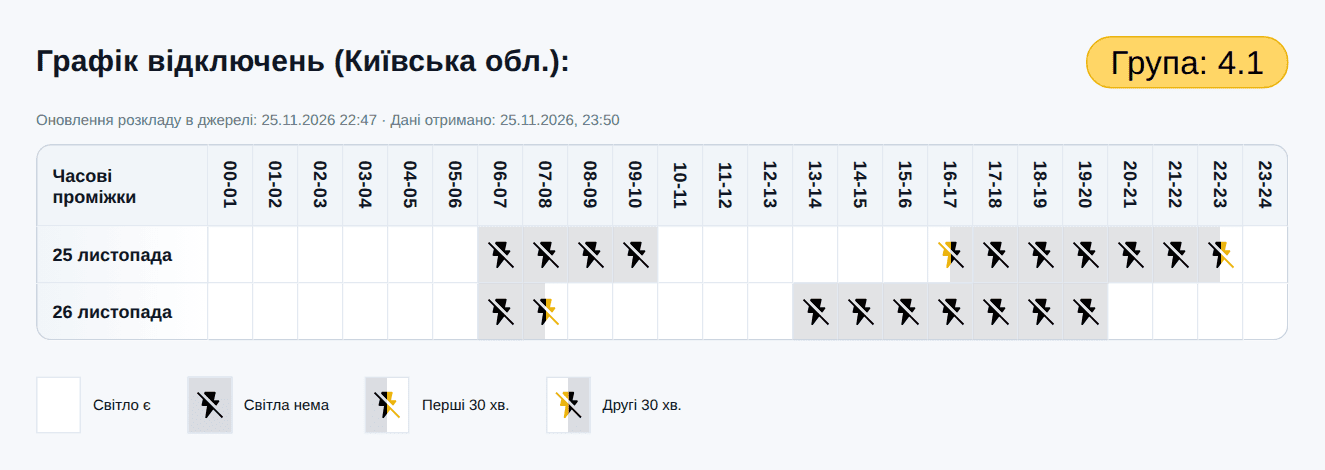 Графік відключень (Київська обл.):
Група: 4.1
Оновлення розкладу в джерелі: 25.11.2026 22:47 · Дані отримано: 25.11.2026, 23:50
Часові
проміжки
00-01 01-02 02-03 03-04 04-05 05-06 06-07 07-08 08-09 09-10 10-11 11-12 12-13 13-14 14-15 15-16 16-17 17-18 18-19 19-20 20-21 21-22 22-23 23-24
25 листопада
26 листопада
Світло є Світла нема Перші 30 хв. Другі 30 хв.